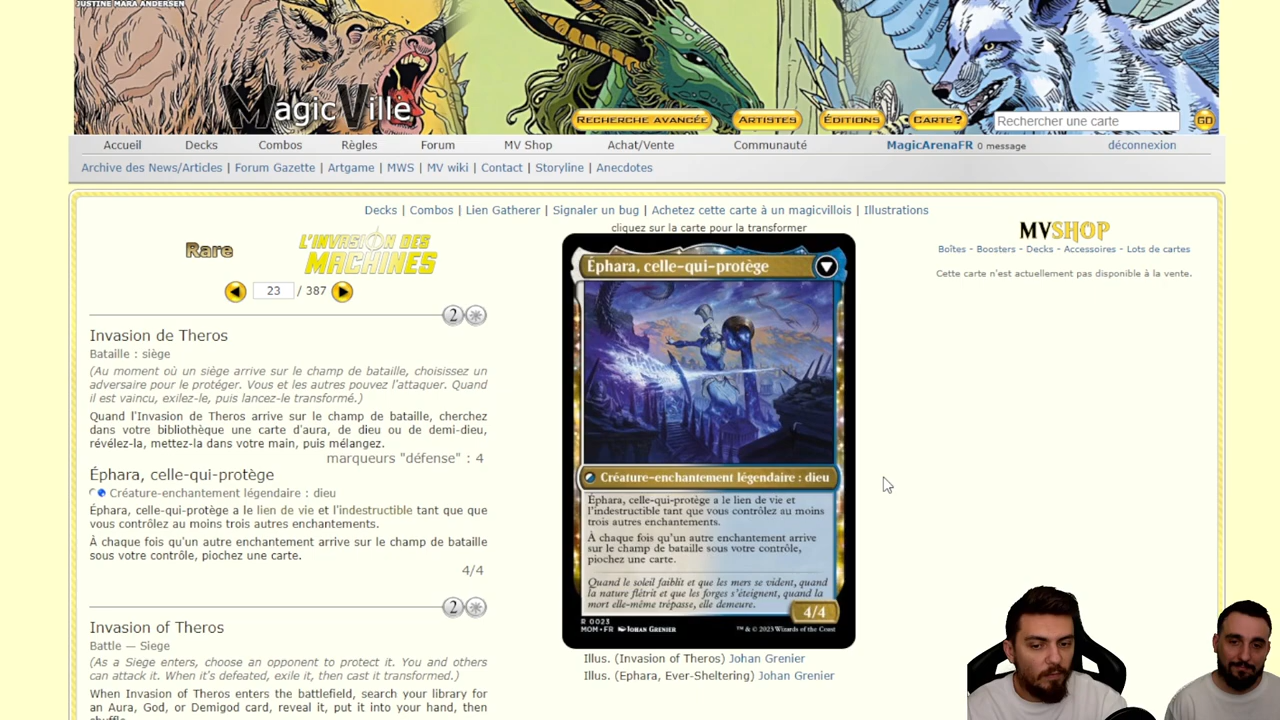 JUSTINE MARA ANDERSEN
MagicVille
RECHERCHE AVANCÉE
ARTISTES
ÉDITIONS
CARTE?
Rechercher une carte
GO
Accueil
Decks
Combos
Règles
Forum
MV Shop
Achat/Vente
Communauté
MagicArenaFR 0 message
déconnexion
Archive des News/Articles | Forum Gazette | Artgame | MWS | MV wiki | Contact | Storyline | Anecdotes
Decks | Combos | Lien Gatherer | Signaler un bug | Achetez cette carte à un magicvillois | Illustrations
Rare
L'INVASION DES
MACHINES
23 / 387
2
Invasion de Theros
Bataille : siège
(Au moment où un siège arrive sur le champ de bataille, choisissez un
adversaire pour le protéger. Vous et les autres pouvez l'attaquer. Quand
il est vaincu, exilez-le, puis lancez-le transformé.)
Quand l'Invasion de Theros arrive sur le champ de bataille, cherchez
dans votre bibliothèque une carte d'aura, de dieu ou de demi-dieu,
révélez-la, mettez-la dans votre main, puis mélangez.
marqueurs "défense" : 4
Éphara, celle-qui-protège
Créature-enchantement légendaire : dieu
Éphara, celle-qui-protège a le lien de vie et l'indestructible tant que que
vous contrôlez au moins trois autres enchantements.
À chaque fois qu'un autre enchantement arrive sur le champ de bataille
sous votre contrôle, piochez une carte.
4/4
2
Invasion of Theros
Battle — Siege
(As a Siege enters, choose an opponent to protect it. You and others
can attack it. When it's defeated, exile it, then cast it transformed.)
When Invasion of Theros enters the battlefield, search your library for
an Aura, God, or Demigod card, reveal it, put it into your hand, then
shuffle.
cliquez sur la carte pour la transformer
Éphara, celle-qui-protège
Créature-enchantement légendaire : dieu
Éphara, celle-qui-protège a le lien de vie et
l'indestructible tant que vous contrôlez au moins
trois autres enchantements.
À chaque fois qu'un autre enchantement arrive
sur le champ de bataille sous votre contrôle,
piochez une carte.
Quand le soleil faiblit et que les mers se vident, quand
la nature flétrit et que les forges s'éteignent, quand la
mort elle-même trépasse, elle demeure.
4/4
R 0023
MOM • FR JOHAN GRENIER
™ & © 2023 Wizards of the Coast
Illus. (Invasion of Theros) Johan Grenier
Illus. (Ephara, Ever-Sheltering) Johan Grenier
MVSHOP
Boîtes - Boosters - Decks - Accessoires - Lots de cartes
Cette carte n'est actuellement pas disponible à la vente.